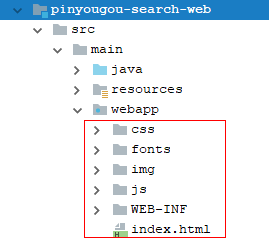 pinyougou-search-web
src
main
java
resources
webapp
css
fonts
img
js
WEB-INF
index.html